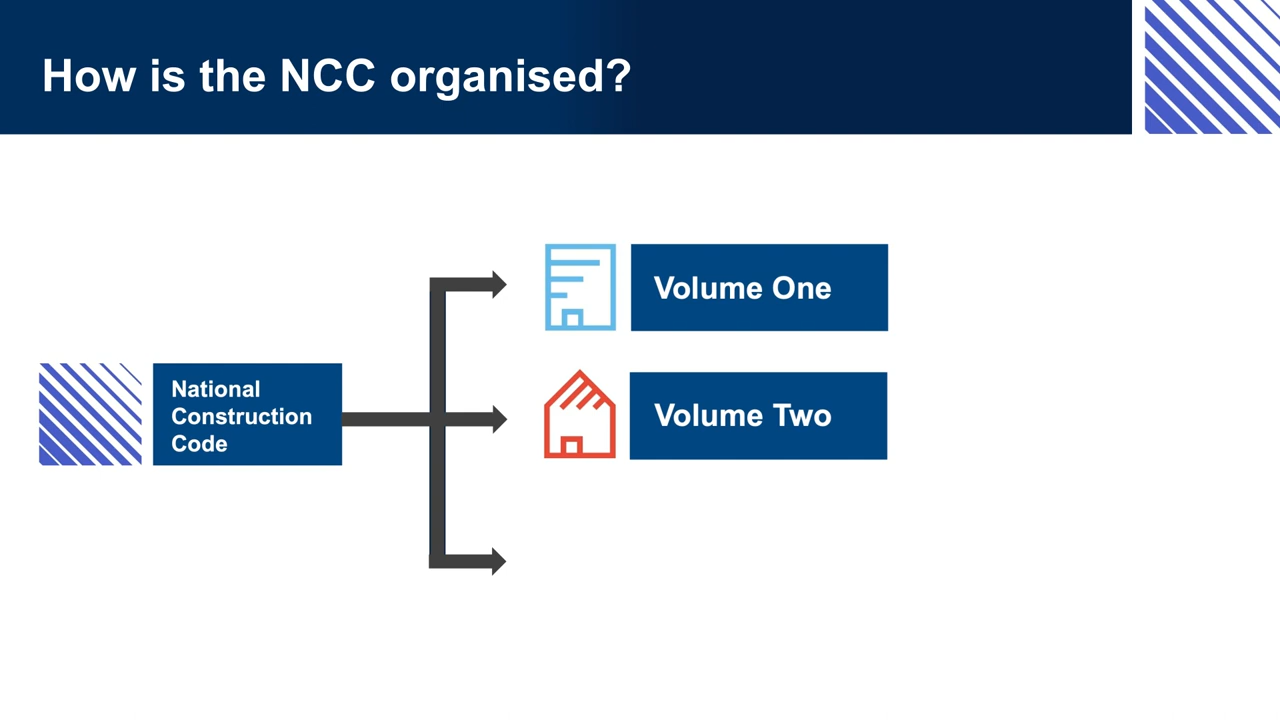 How is the NCC organised?
Volume One
National
Construction
Code
Volume Two